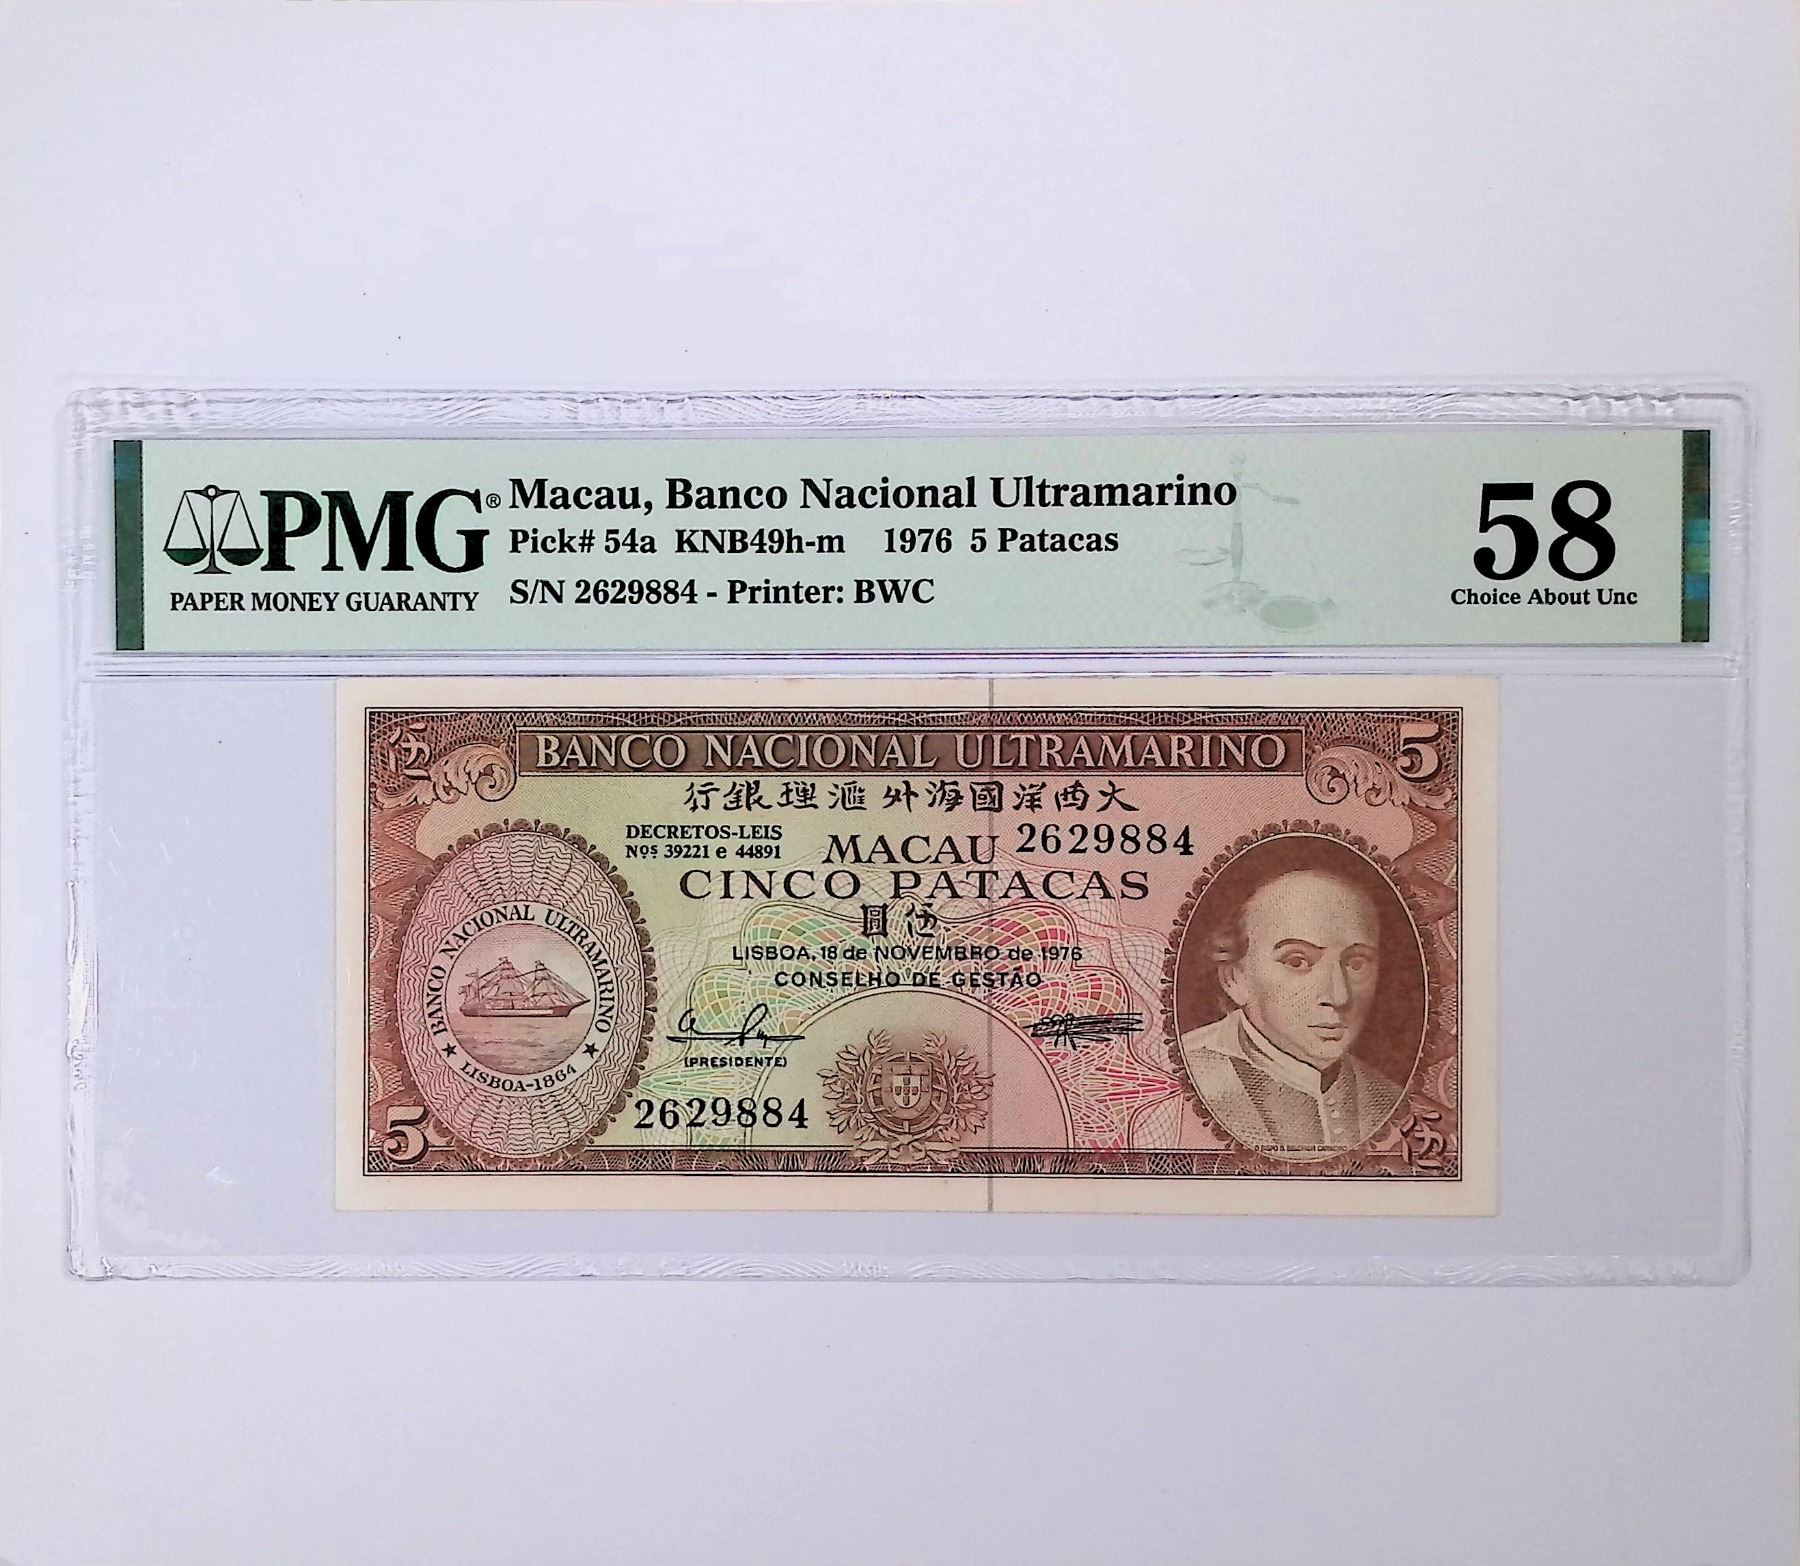 PMG®
PAPER MONEY GUARANTY
Macau, Banco Nacional Ultramarino
Pick# 54a KNB49h-m 1976 5 Patacas
S/N 2629884 - Printer: BWC
58
Choice About Unc
伍
BANCO NACIONAL ULTRAMARINO
5
行銀理滙外海國洋西大
DECRETOS-LEIS
Nos 39221 e 44891
MACAU 2629884
CINCO PATACAS
圓伍
LISBOA, 18 de NOVEMBRO de 1976
CONSELHO DE GESTÃO
BANCO NACIONAL ULTRAMARINO
LISBOA-1864
(PRESIDENTE)
2629884
5
伍